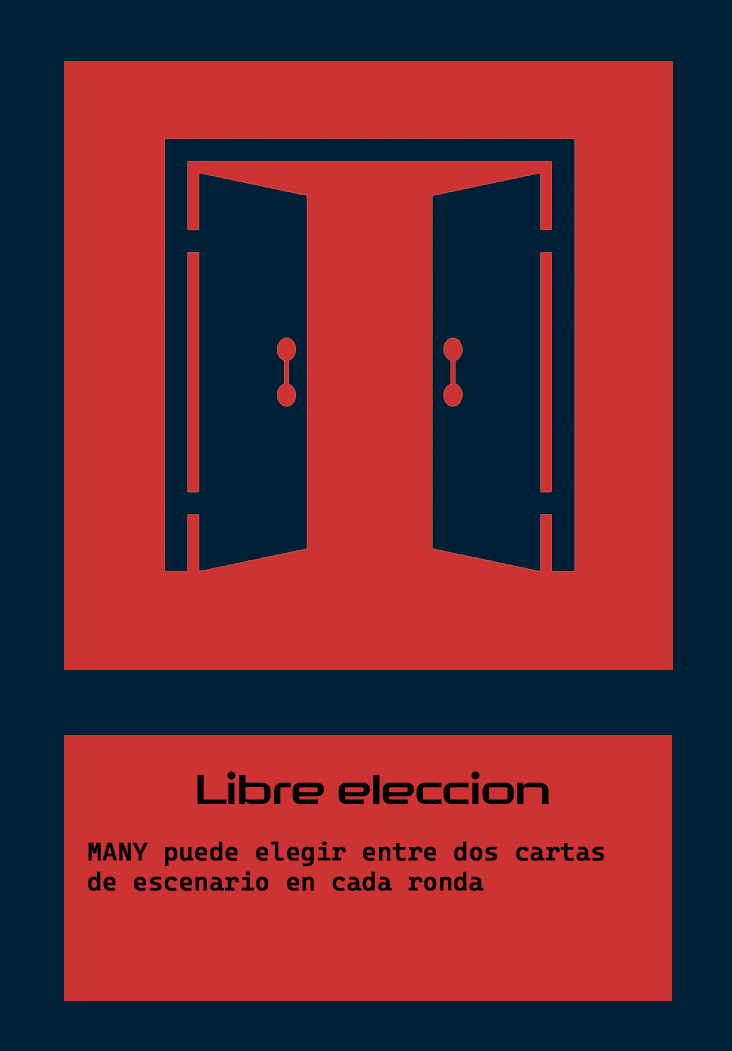 Libre eleccion
MANY puede elegir entre dos cartas
de escenario en cada ronda